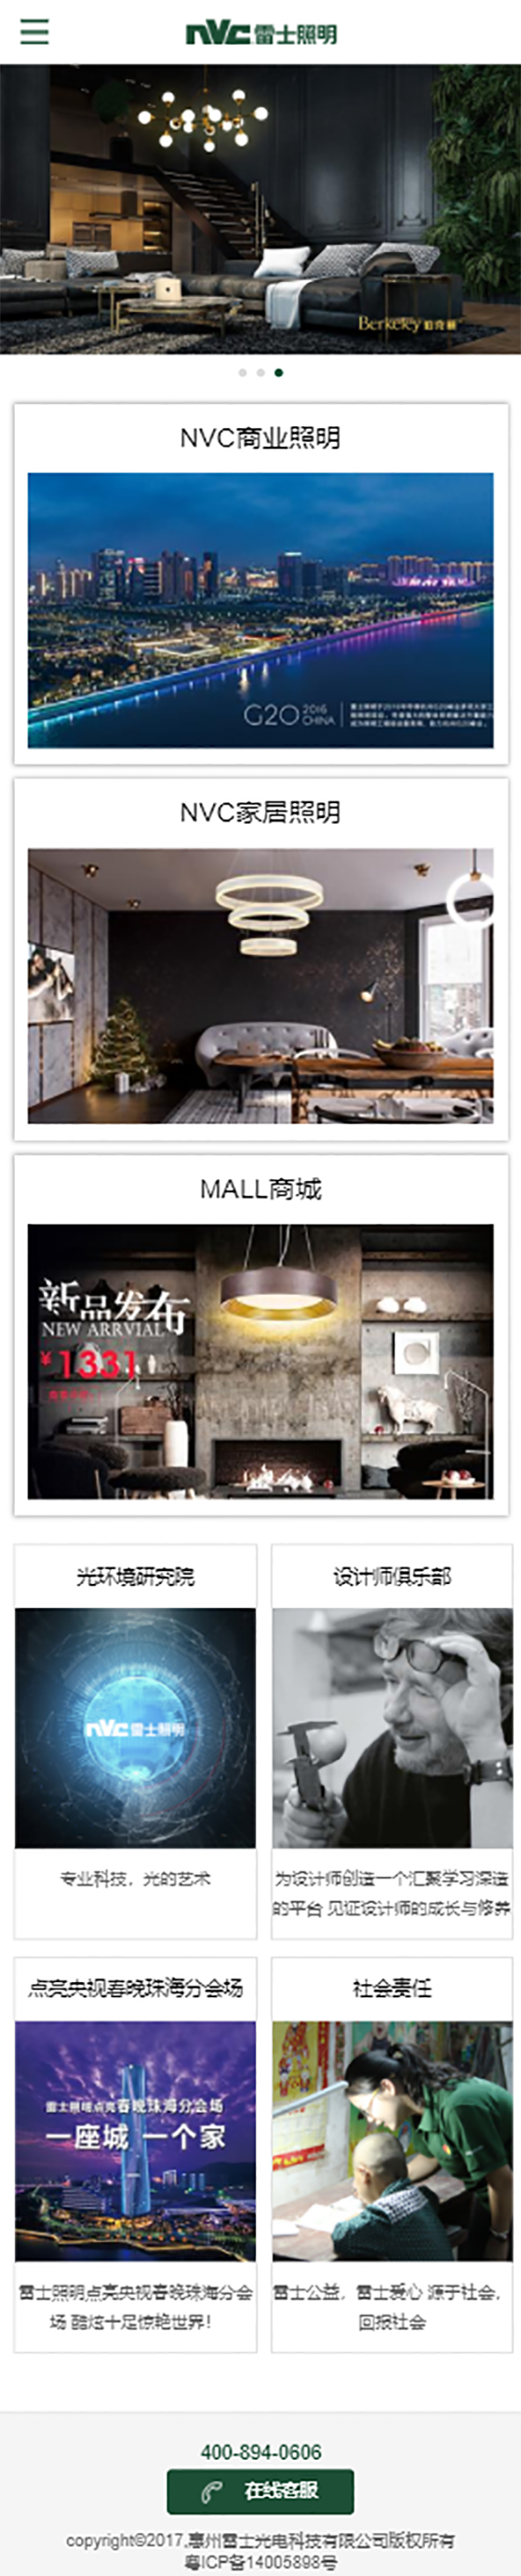 nVc雷士照明
Berkeley
NVC商业照明
G20 2016 CHINA
NVC家居照明
MALL商城
新品发布
NEW ARRVIAL
¥1331
光环境研究院
设计师俱乐部
nVc雷士照明
专业科技，光的艺术
为设计师创造一个汇聚学习深造
的平台 见证设计师的成长与修养
点亮央视春晚珠海分会场
社会责任
雷士照明点亮春晚珠海分会场
一座城 一个家
雷士照明点亮央视春晚珠海分会
场 酷炫十足惊艳世界！
雷士公益，雷士爱心 源于社会，
回报社会
400-894-0606
在线客服
copyright©2017,惠州雷士光电科技有限公司版权所有
粤ICP备14005898号